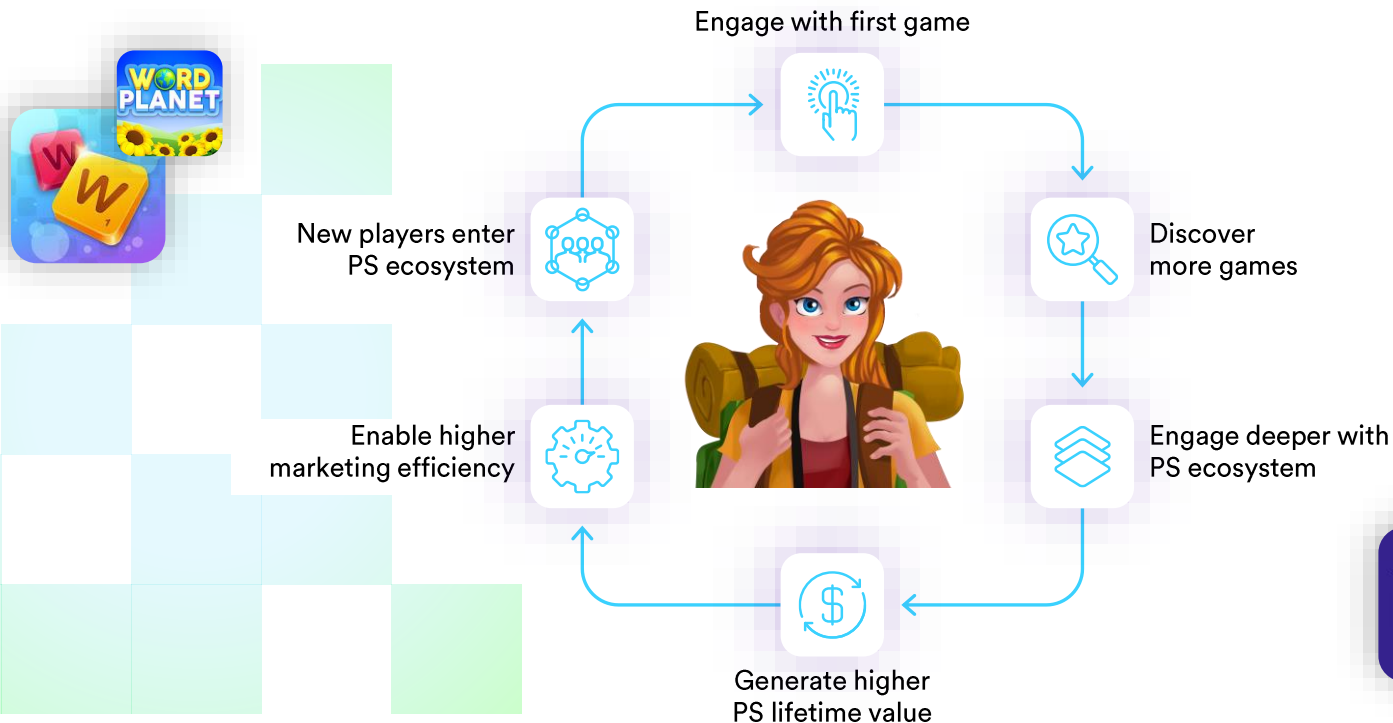 Engage with first game
WORD
PLANET
W
W
1
New players enter
PS ecosystem
Discover
more games
Enable higher
marketing efficiency
Engage deeper with
PS ecosystem
$
Generate higher
PS lifetime value